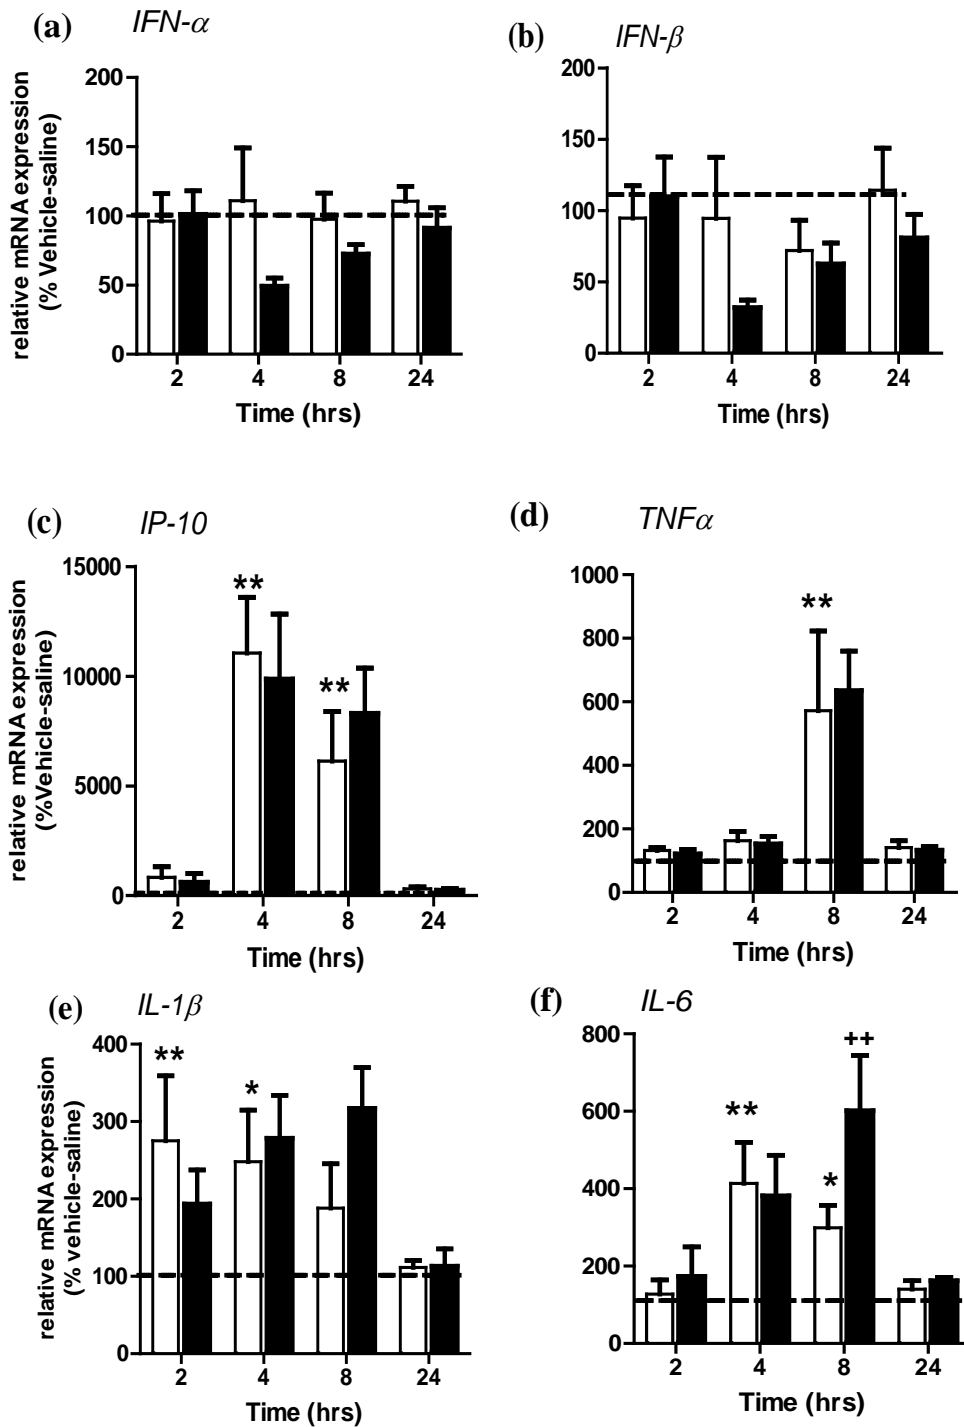 (a) IFN-α
relative mRNA expression
(% Vehicle-saline)
200
150
100
50
0
2 4 8 24
Time (hrs)
(b) IFN-β
200
150
100
50
0
2 4 8 24
Time (hrs)
(c) IP-10
relative mRNA expression
(%Vehicle-saline)
15000
10000
5000
0
** **
2 4 8 24
Time (hrs)
(d) TNFα
1000
800
600
400
200
0
**
2 4 8 24
Time (hrs)
(e) IL-1β
relative mRNA expression
(% vehicle-saline)
400
300
200
100
0
** *
2 4 8 24
Time (hrs)
(f) IL-6
800
600
400
200
0
** * ++
2 4 8 24
Time (hrs)